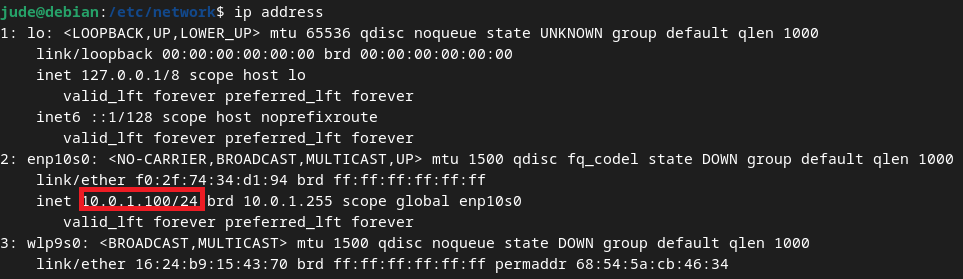 jude@debian:/etc/network$ ip address
1: lo: <LOOPBACK,UP,LOWER_UP> mtu 65536 qdisc noqueue state UNKNOWN group default qlen 1000
    link/loopback 00:00:00:00:00:00 brd 00:00:00:00:00:00
    inet 127.0.0.1/8 scope host lo
       valid_lft forever preferred_lft forever
    inet6 ::1/128 scope host noprefixroute
       valid_lft forever preferred_lft forever
2: enp10s0: <NO-CARRIER,BROADCAST,MULTICAST,UP> mtu 1500 qdisc fq_codel state DOWN group default qlen 1000
    link/ether f0:2f:74:34:d1:94 brd ff:ff:ff:ff:ff:ff
    inet 10.0.1.100/24 brd 10.0.1.255 scope global enp10s0
       valid_lft forever preferred_lft forever
3: wlp9s0: <BROADCAST,MULTICAST> mtu 1500 qdisc noqueue state DOWN group default qlen 1000
    link/ether 16:24:b9:15:43:70 brd ff:ff:ff:ff:ff:ff permaddr 68:54:5a:cb:46:34